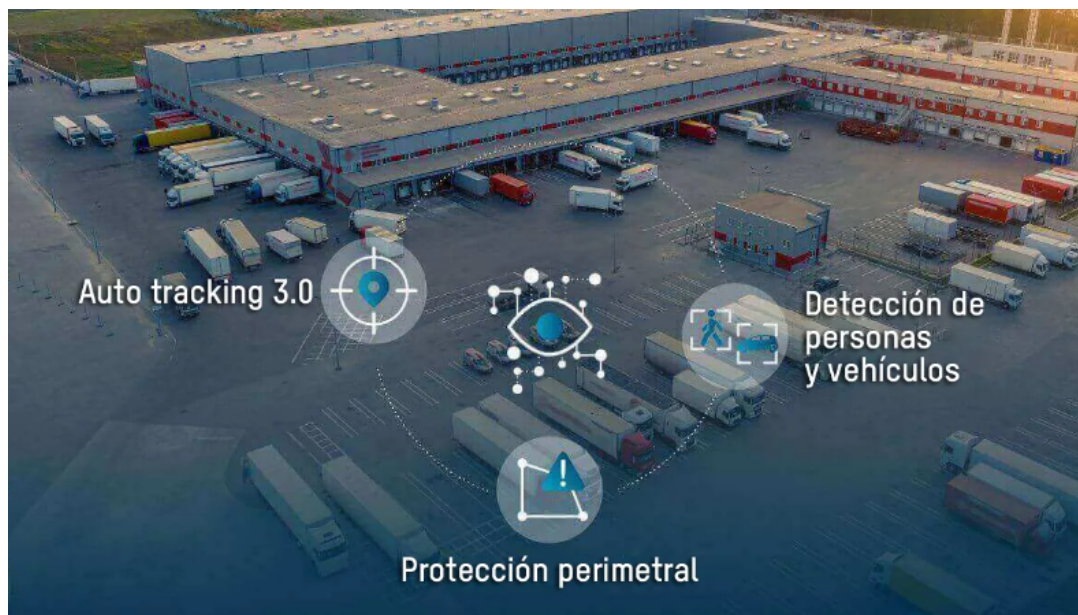 Auto tracking 3.0
Detección de
personas
y vehículos
Protección perimetral